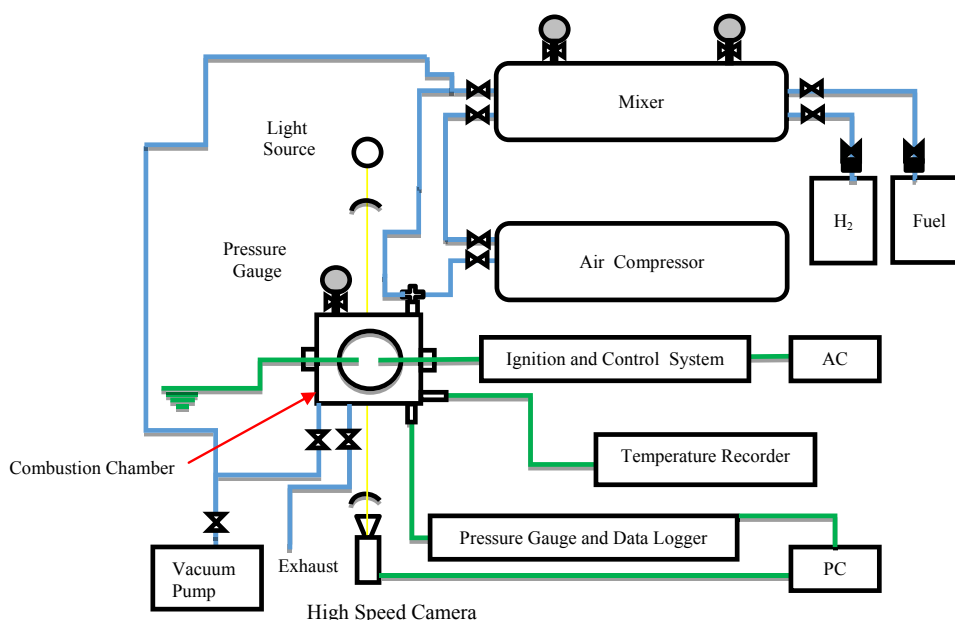 Mixer
Light
Source
H₂
Fuel
Pressure
Gauge
Air Compressor
Ignition and Control System
AC
Combustion Chamber
Temperature Recorder
Pressure Gauge and Data Logger
PC
Vacuum
Pump
Exhaust
High Speed Camera